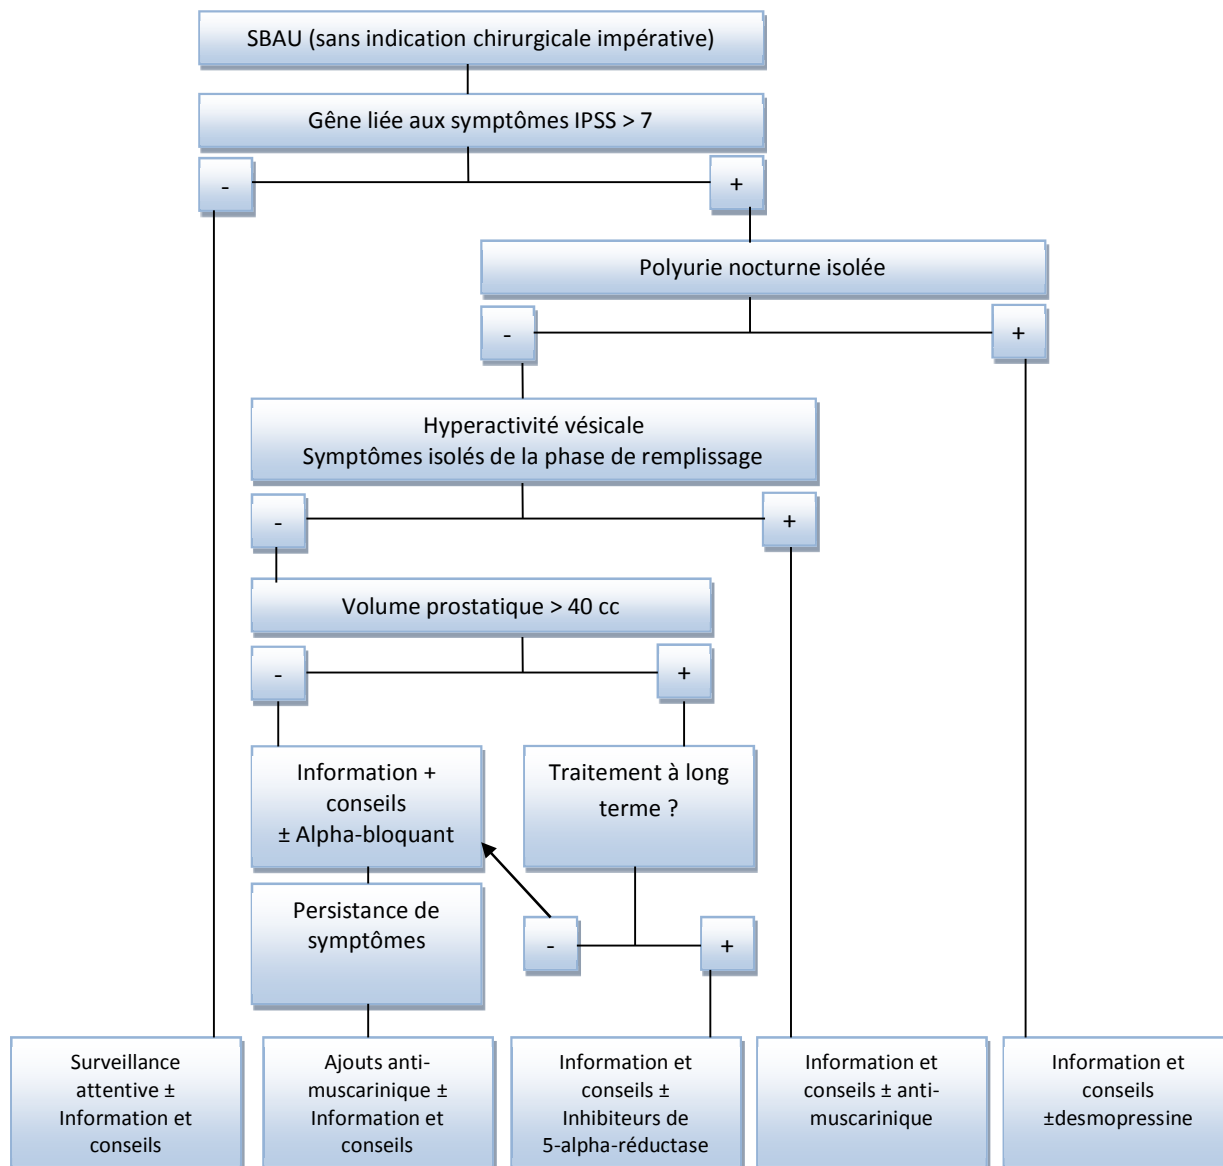 SBAU (sans indication chirurgicale impérative)
Gêne liée aux symptômes IPSS > 7
-
+
Polyurie nocturne isolée
-
+
Hyperactivité vésicale
Symptômes isolés de la phase de remplissage
-
+
Volume prostatique > 40 cc
-
+
Information +
conseils
± Alpha-bloquant
Traitement à long
terme ?
Persistance de
symptômes
-
+
Surveillance
attentive ±
Information et
conseils
Ajouts anti-
muscarinique ±
Information et
conseils
Information et
conseils ±
Inhibiteurs de
5-alpha-réductase
Information et
conseils ± anti-
muscarinique
Information et
conseils
±desmopressine